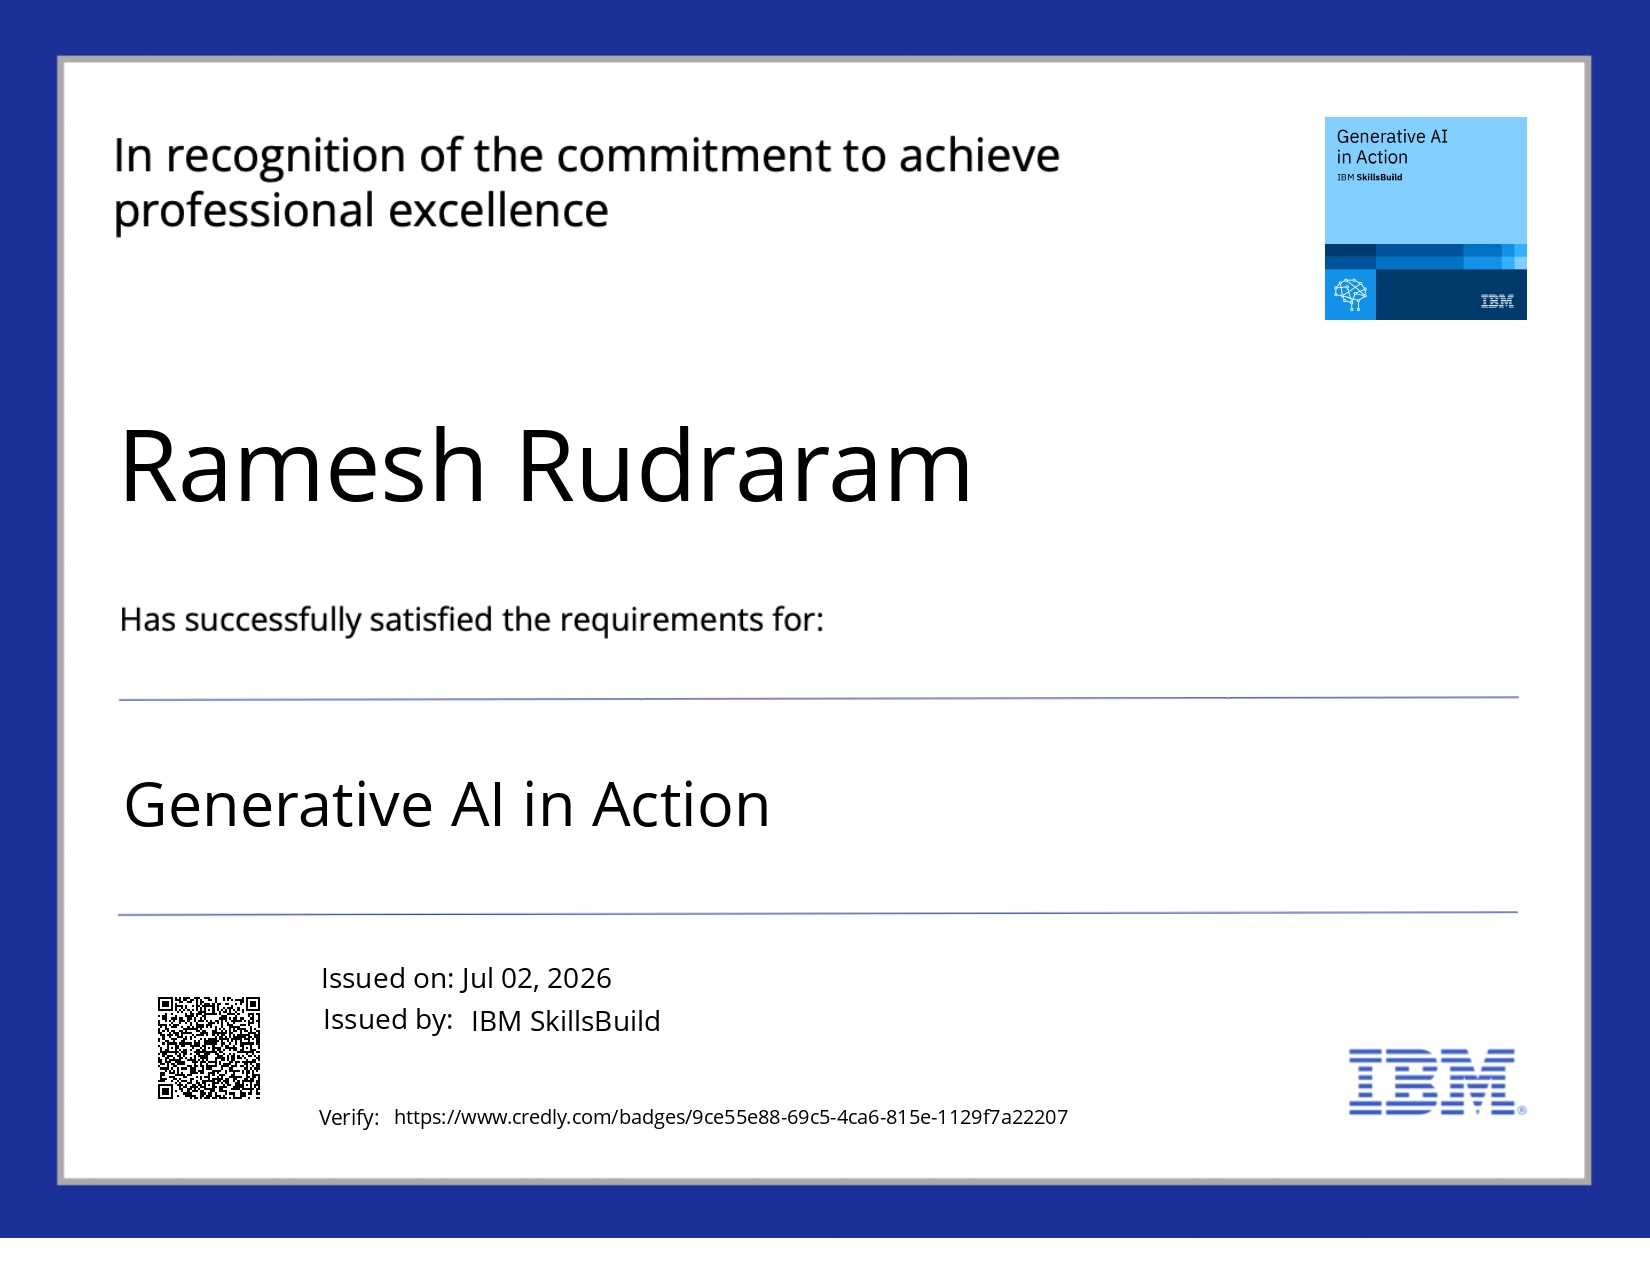 In recognition of the commitment to achieve
professional excellence
Generative AI
in Action
IBM SkillsBuild
IBM
Ramesh Rudraram
Has successfully satisfied the requirements for:
Generative AI in Action
Issued on: Jul 02, 2026
Issued by: IBM SkillsBuild
IBM®
Verify: https://www.credly.com/badges/9ce55e88-69c5-4ca6-815e-1129f7a22207